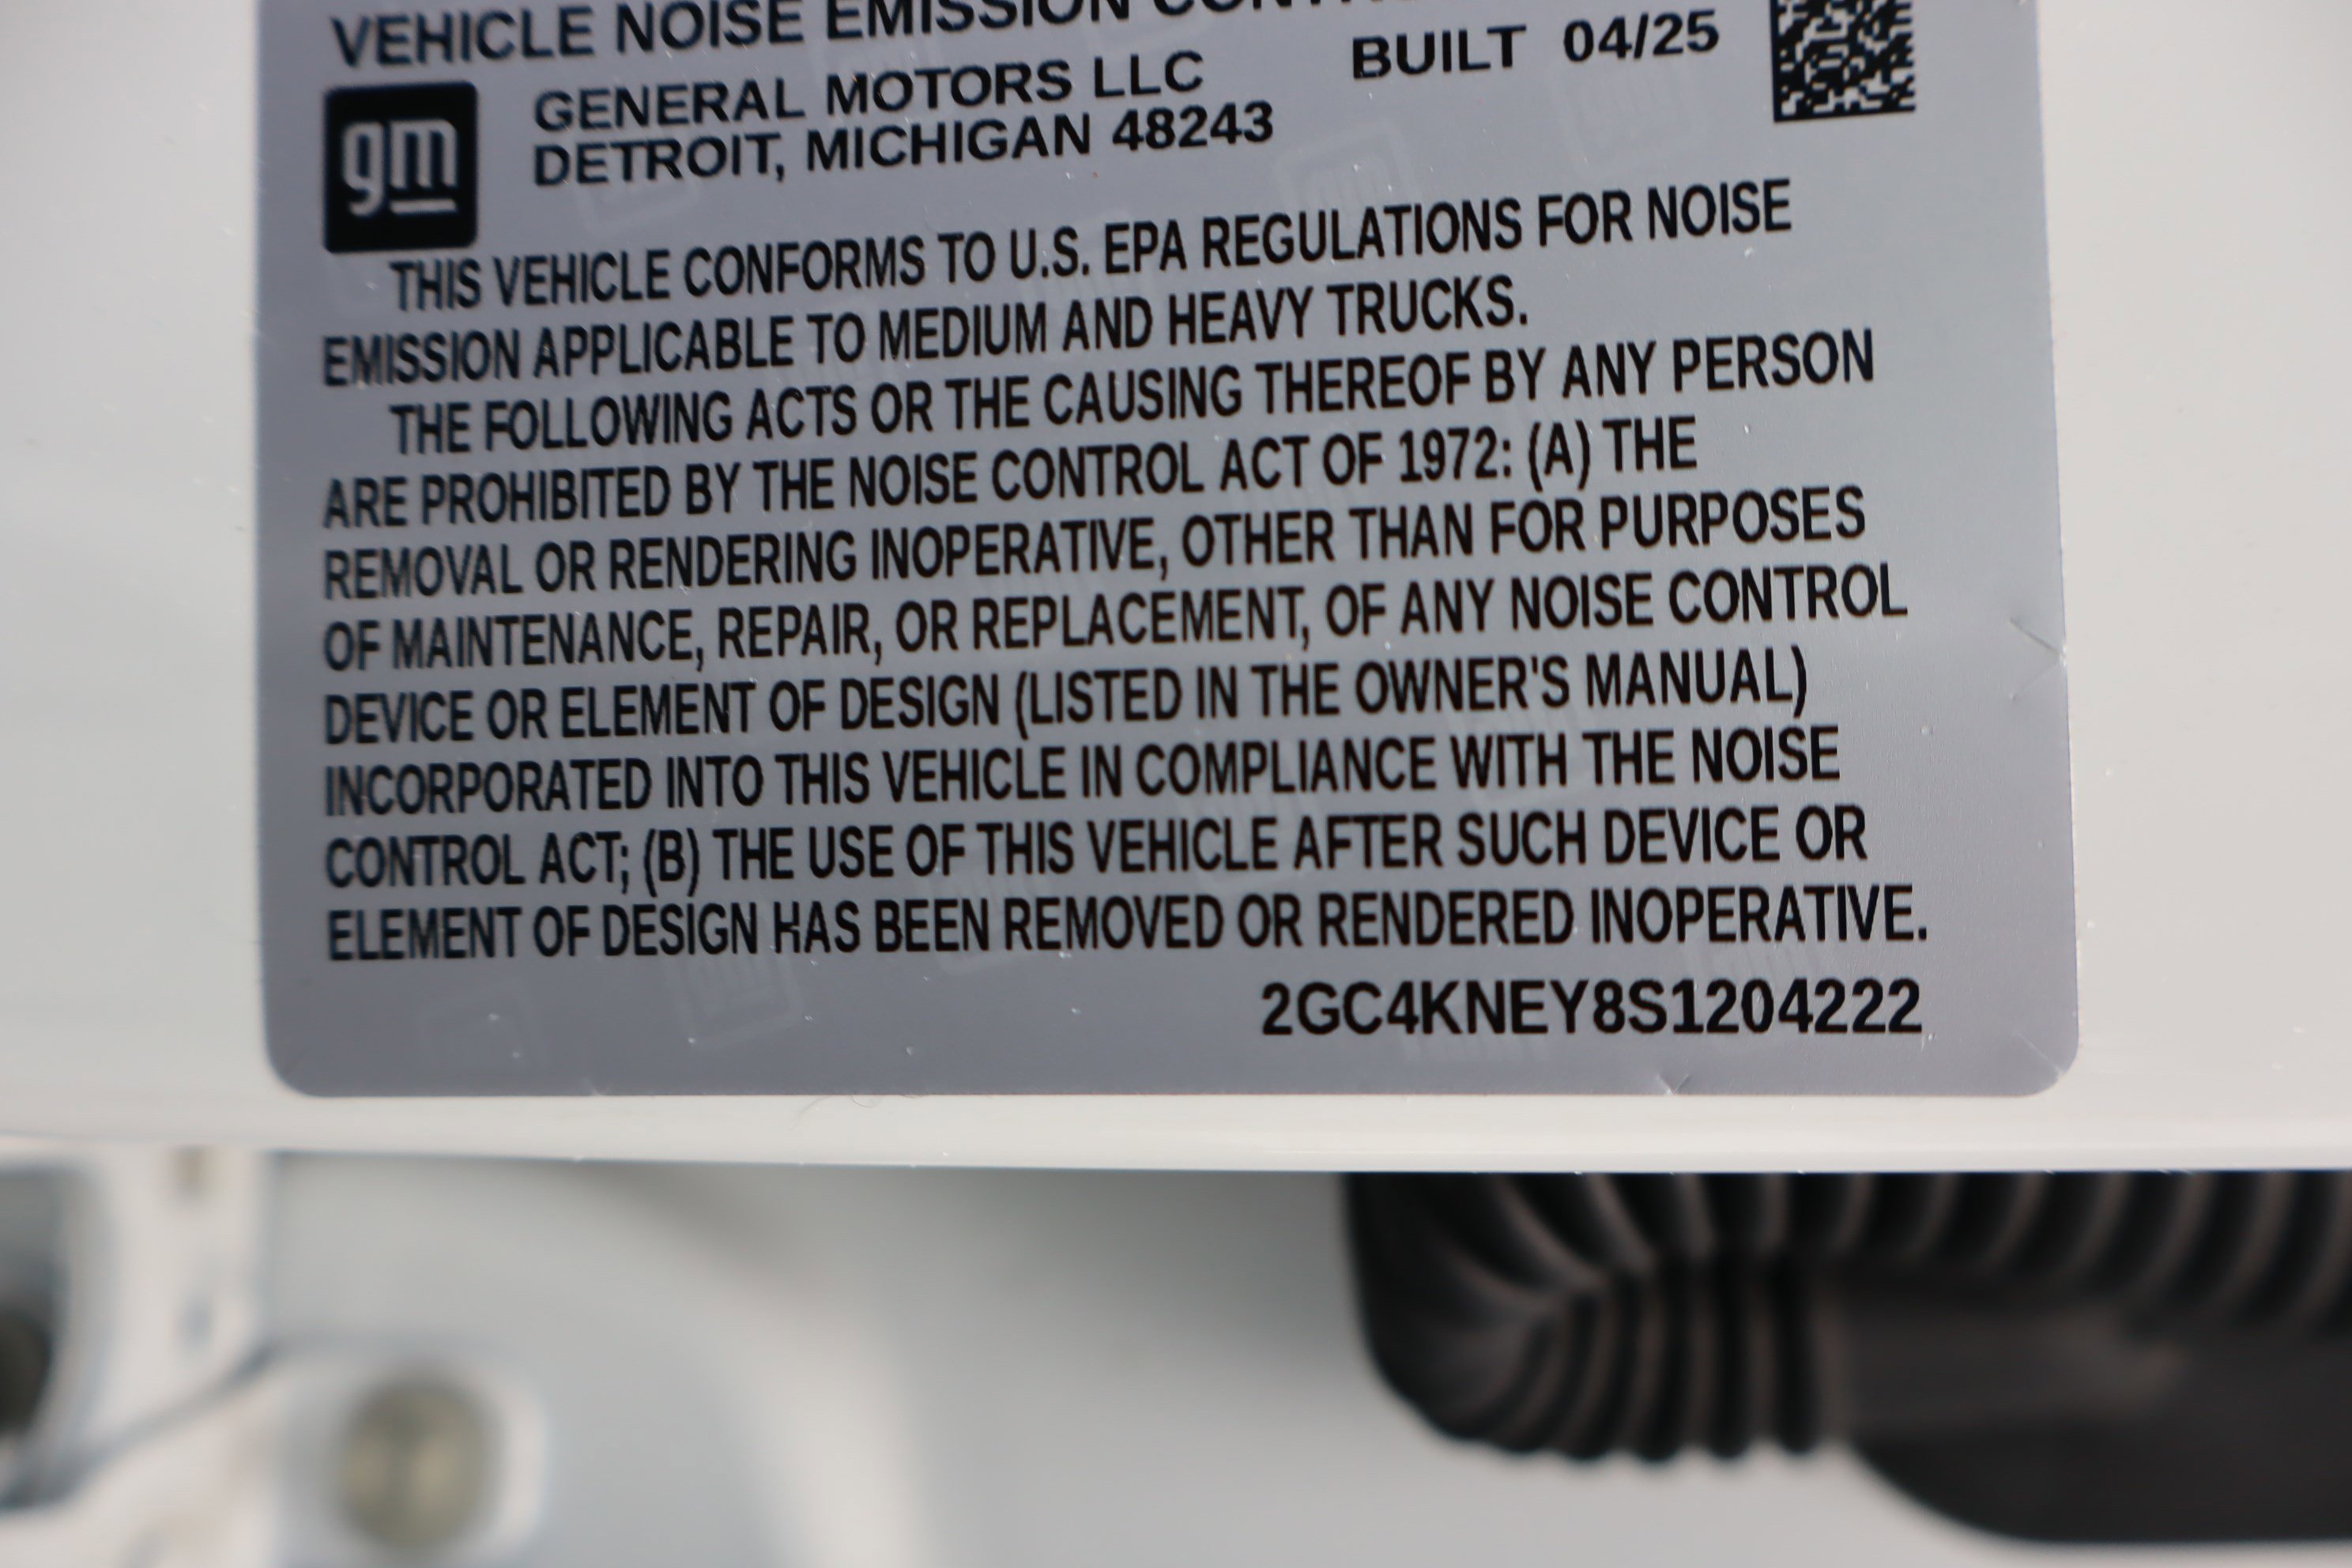 VEHICLE NOISE EMISSION
BUILT 04/25
gm
GENERAL MOTORS LLC
DETROIT, MICHIGAN 48243
THIS VEHICLE CONFORMS TO U.S. EPA REGULATIONS FOR NOISE
EMISSION APPLICABLE TO MEDIUM AND HEAVY TRUCKS.
THE FOLLOWING ACTS OR THE CAUSING THEREOF BY ANY PERSON
ARE PROHIBITED BY THE NOISE CONTROL ACT OF 1972: (A) THE
REMOVAL OR RENDERING INOPERATIVE, OTHER THAN FOR PURPOSES
OF MAINTENANCE, REPAIR, OR REPLACEMENT, OF ANY NOISE CONTROL
DEVICE OR ELEMENT OF DESIGN (LISTED IN THE OWNER'S MANUAL)
INCORPORATED INTO THIS VEHICLE IN COMPLIANCE WITH THE NOISE
CONTROL ACT; (B) THE USE OF THIS VEHICLE AFTER SUCH DEVICE OR
ELEMENT OF DESIGN HAS BEEN REMOVED OR RENDERED INOPERATIVE.
2GC4KNEY8S1204222